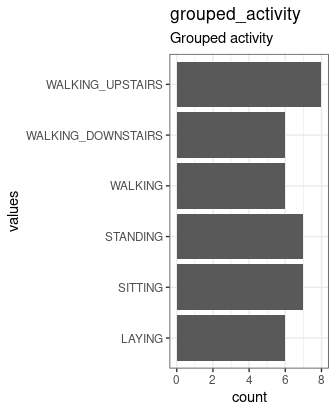 grouped_activity
Grouped activity
WALKING_UPSTAIRS
WALKING_DOWNSTAIRS
WALKING
STANDING
SITTING
LAYING
values
0 2 4 6 8
count